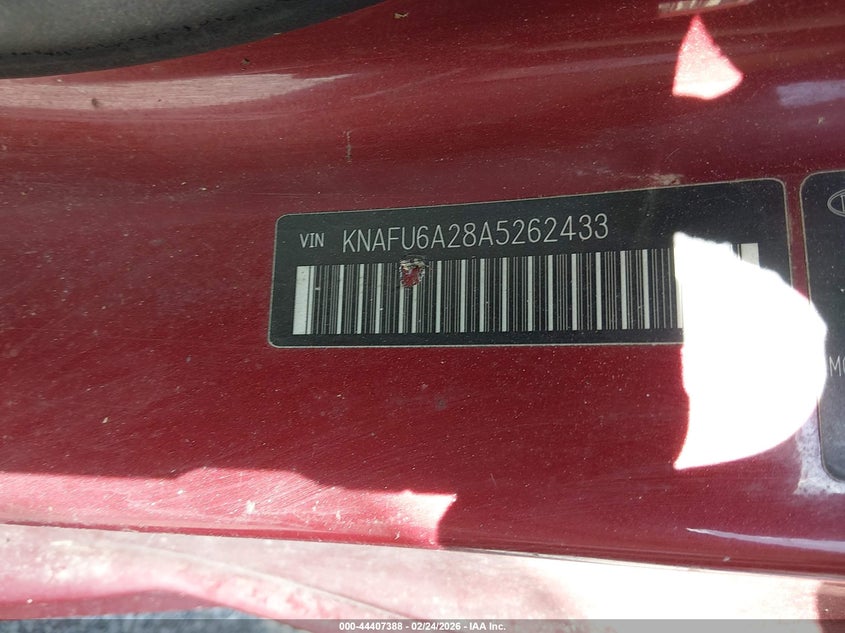 VIN KNAFU6A28A5262433
000-44407388 - 02/24/2026 - IAA Inc.